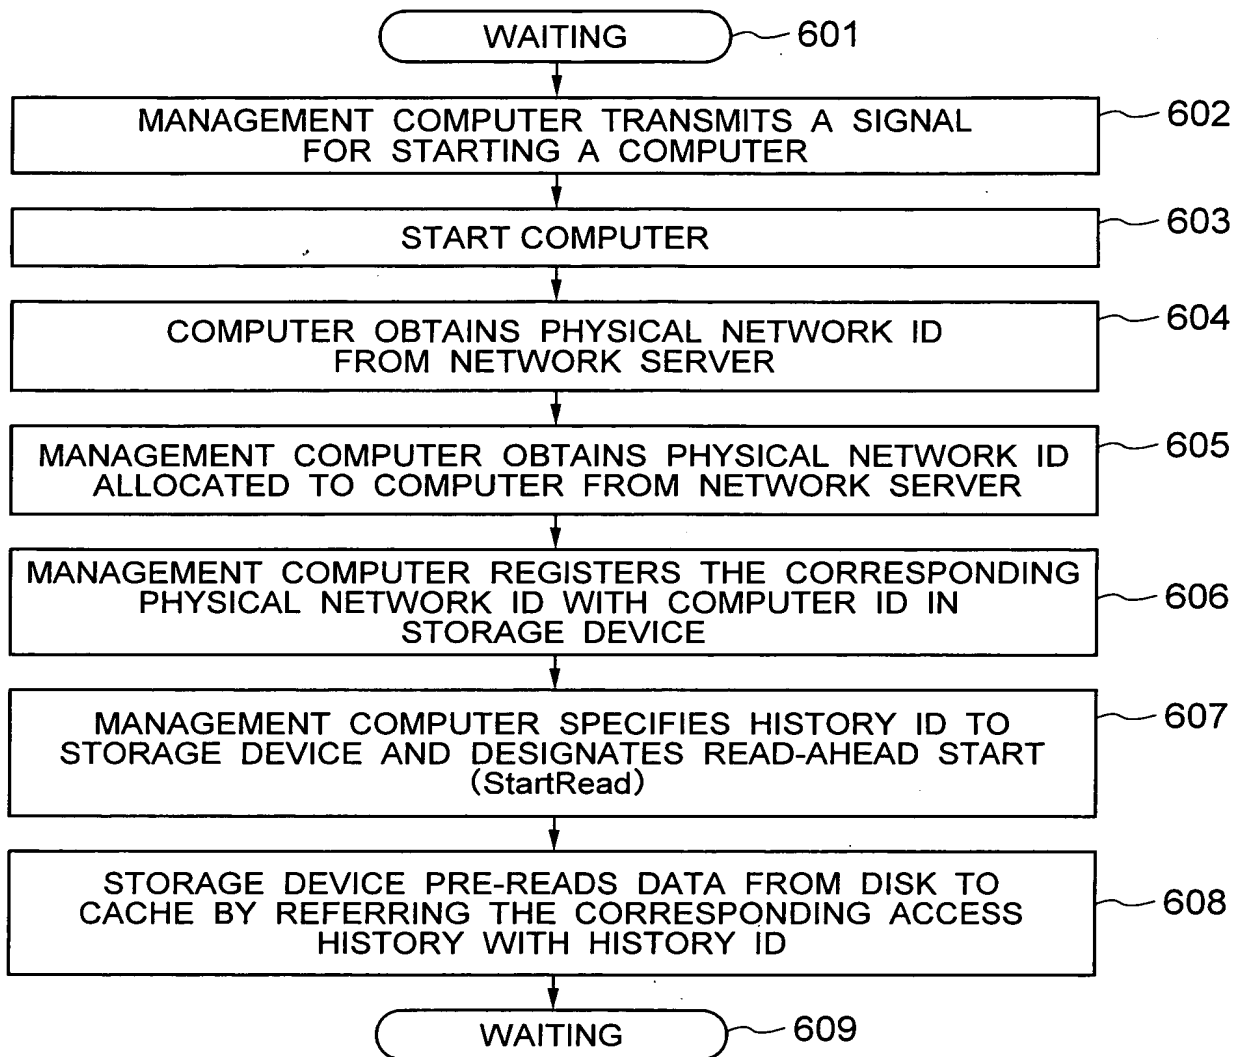 WAITING
601
MANAGEMENT COMPUTER TRANSMITS A SIGNAL
FOR STARTING A COMPUTER
602
START COMPUTER
603
COMPUTER OBTAINS PHYSICAL NETWORK ID
FROM NETWORK SERVER
604
MANAGEMENT COMPUTER OBTAINS PHYSICAL NETWORK ID
ALLOCATED TO COMPUTER FROM NETWORK SERVER
605
MANAGEMENT COMPUTER REGISTERS THE CORRESPONDING
PHYSICAL NETWORK ID WITH COMPUTER ID IN
STORAGE DEVICE
606
MANAGEMENT COMPUTER SPECIFIES HISTORY ID TO
STORAGE DEVICE AND DESIGNATES READ-AHEAD START
(StartRead)
607
STORAGE DEVICE PRE-READS DATA FROM DISK TO
CACHE BY REFERRING THE CORRESPONDING ACCESS
HISTORY WITH HISTORY ID
608
WAITING
609